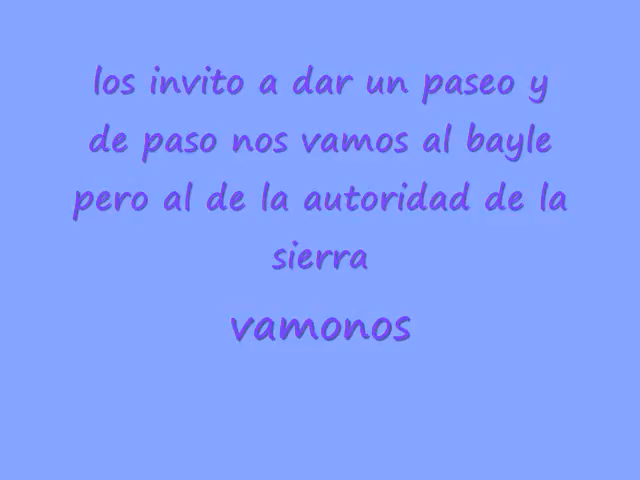 los invito a dar un paseo y
de paso nos vamos al bayle
pero al de la autoridad de la
sierra
vamonos